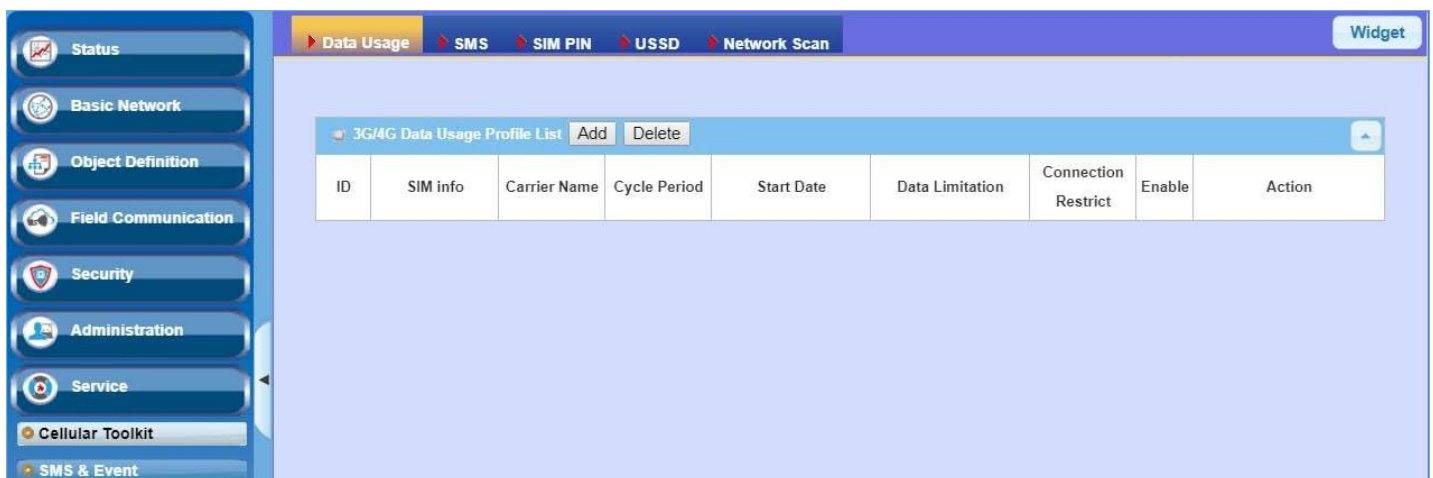 Status
Basic Network
Object Definition
Field Communication
Security
Administration
Service
Cellular Toolkit
SMS & Event
Data Usage SMS SIM PIN USSD Network Scan
Widget
3G/4G Data Usage Profile List Add Delete
ID SIM info Carrier Name Cycle Period Start Date Data Limitation Connection Restrict Enable Action